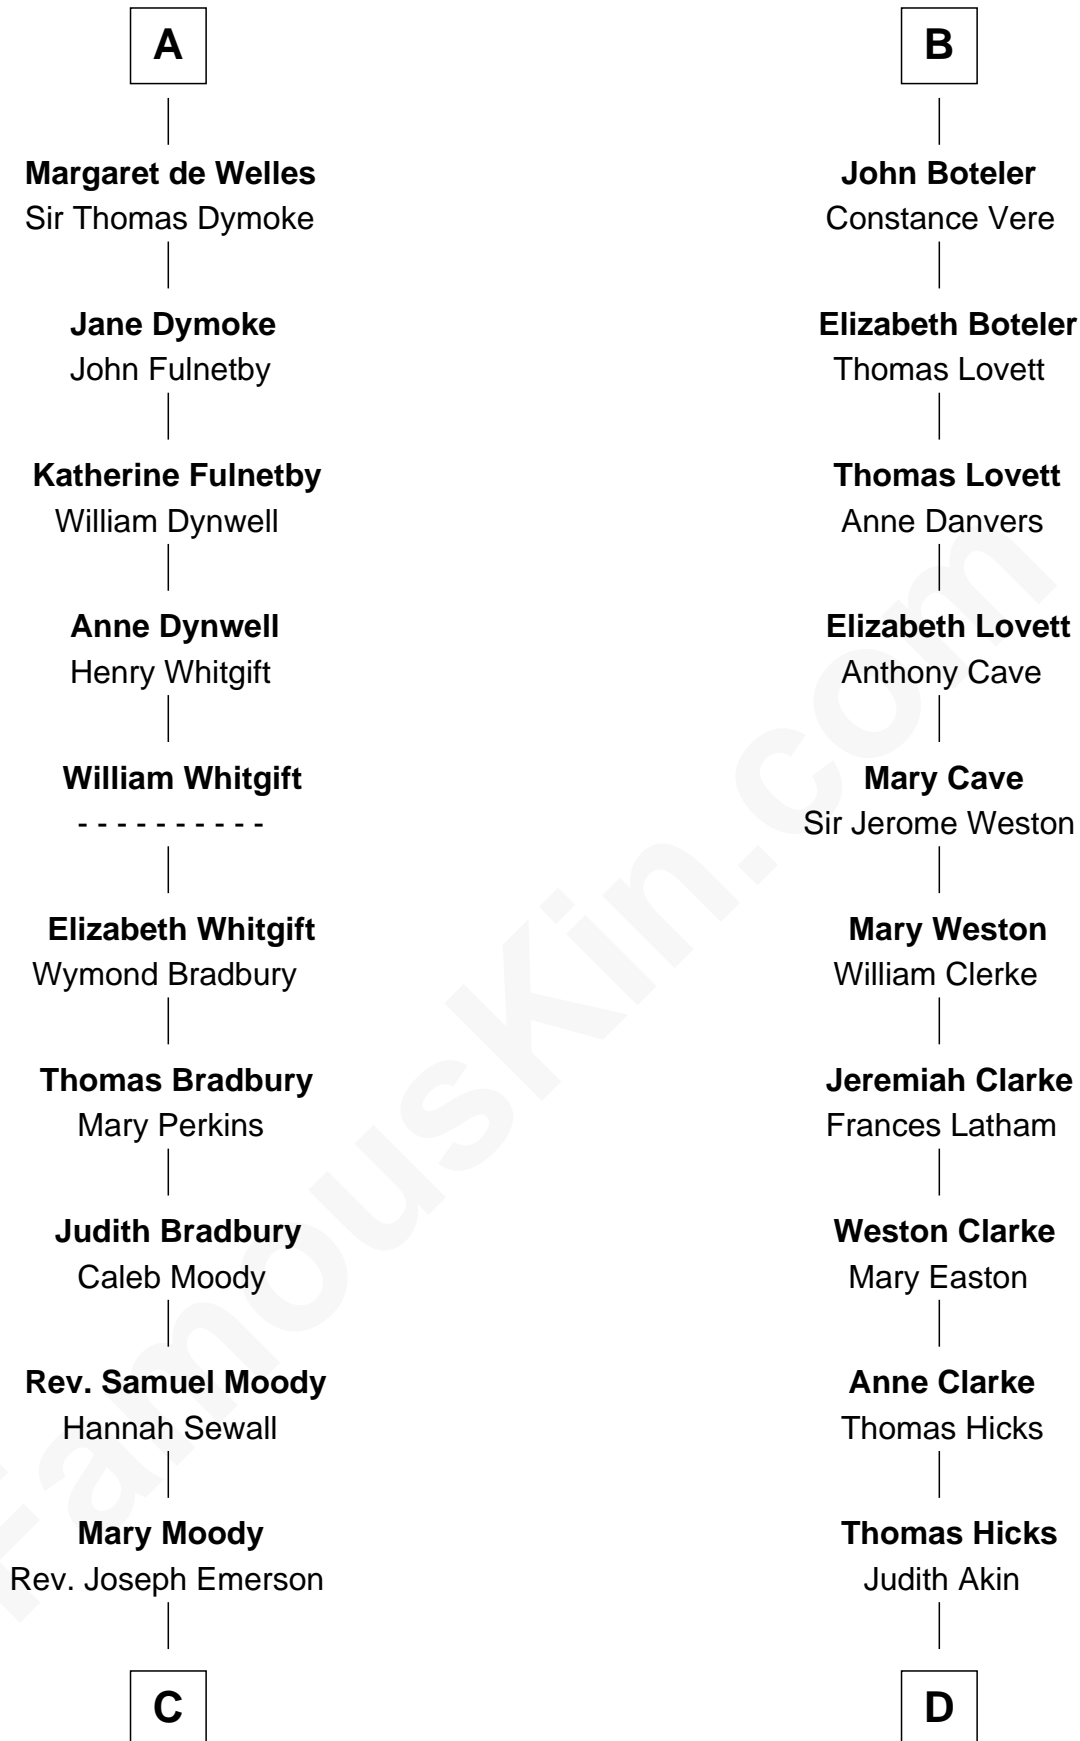 A
Margaret de Welles
Sir Thomas Dymoke
Jane Dymoke
John Fulnetby
Katherine Fulnetby
William Dynwell
Anne Dynwell
Henry Whitgift
William Whitgift
- - - - - - - - - -
Elizabeth Whitgift
Wymond Bradbury
Thomas Bradbury
Mary Perkins
Judith Bradbury
Caleb Moody
Rev. Samuel Moody
Hannah Sewall
Mary Moody
Rev. Joseph Emerson
C
B
John Boteler
Constance Vere
Elizabeth Boteler
Thomas Lovett
Thomas Lovett
Anne Danvers
Elizabeth Lovett
Anthony Cave
Mary Cave
Sir Jerome Weston
Mary Weston
William Clerke
Jeremiah Clarke
Frances Latham
Weston Clarke
Mary Easton
Anne Clarke
Thomas Hicks
Thomas Hicks
Judith Akin
D
FamousKin.com